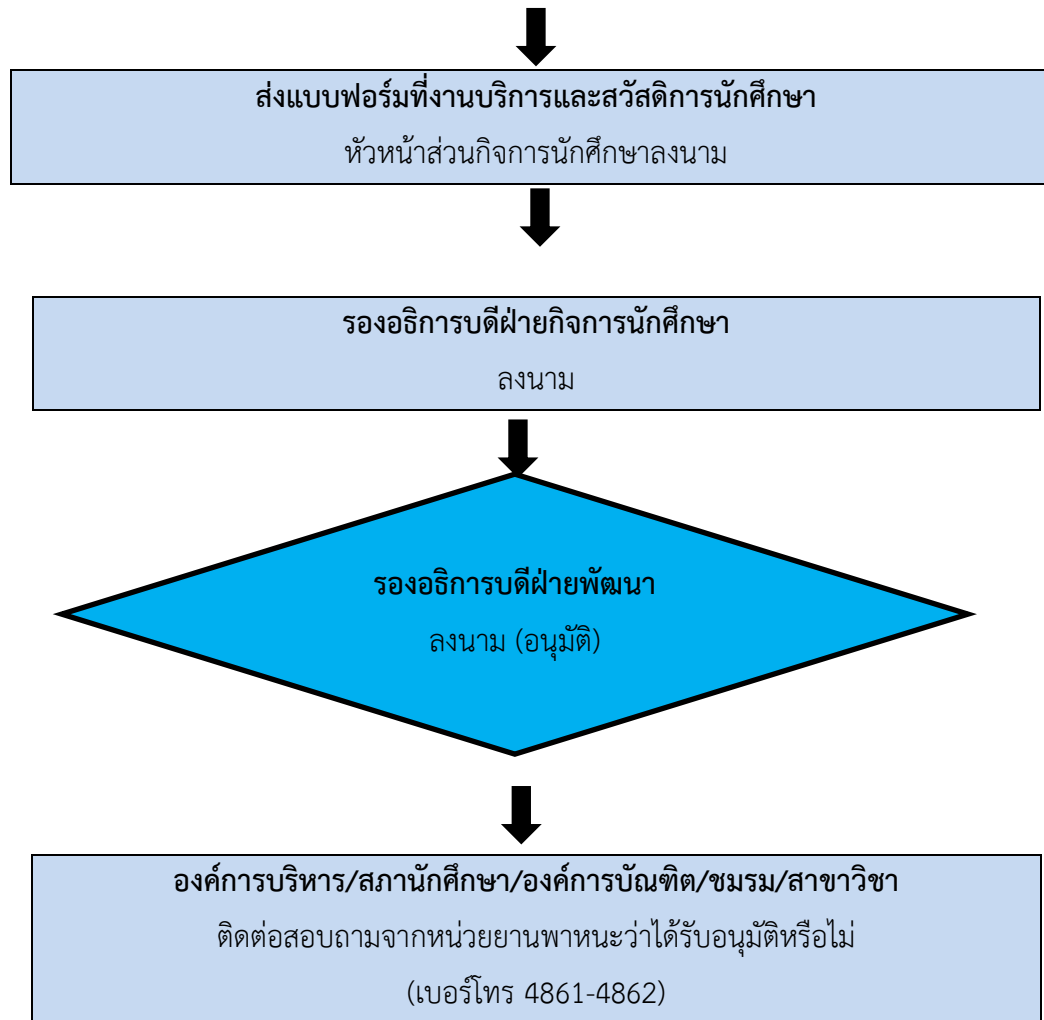 ส่งแบบฟอร์มที่งานบริการและสวัสดิการนักศึกษา
หัวหน้าส่วนกิจการนักศึกษาลงนาม
รองอธิการบดีฝ่ายกิจการนักศึกษา
ลงนาม
รองอธิการบดีฝ่ายพัฒนา
ลงนาม (อนุมัติ)
องค์การบริหาร/สภานักศึกษา/องค์การบัณฑิต/ชมรม/สาขาวิชา
ติดต่อสอบถามจากหน่วยยานพาหนะว่าได้รับอนุมัติหรือไม่
(เบอร์โทร 4861-4862)